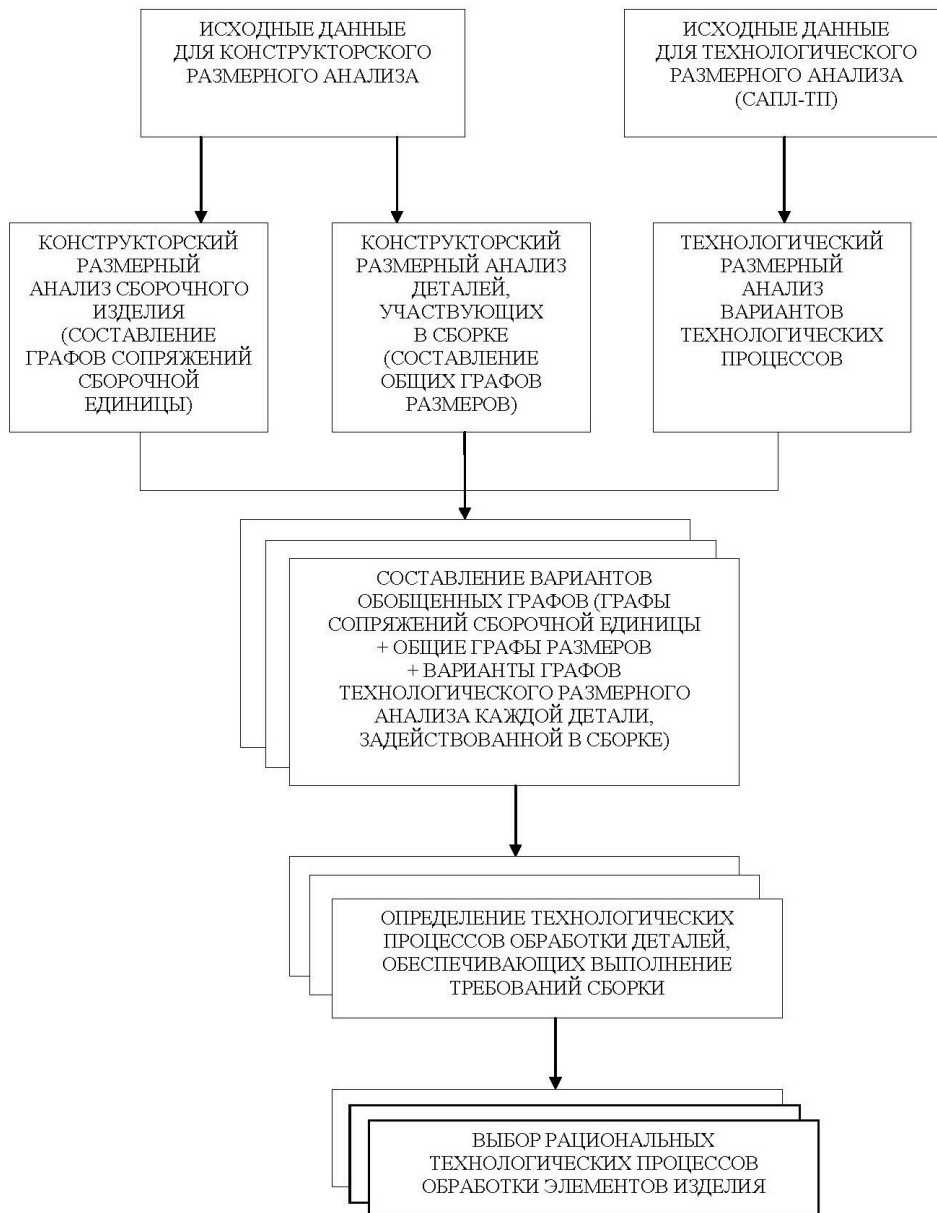 ИСХОДНЫЕ ДАННЫЕ
ДЛЯ КОНСТРУКТОРСКОГО
РАЗМЕРНОГО АНАЛИЗА
ИСХОДНЫЕ ДАННЫЕ
ДЛЯ ТЕХНОЛОГИЧЕСКОГО
РАЗМЕРНОГО АНАЛИЗА
(САПЛ-ТП)
КОНСТРУКТОРСКИЙ
РАЗМЕРНЫЙ
АНАЛИЗ СБОРОЧНОГО
ИЗДЕЛИЯ
(СОСТАВЛЕНИЕ
ГРАФОВ СОПРЯЖЕНИЙ
СБОРОЧНОЙ
ЕДИНИЦЫ)
КОНСТРУКТОРСКИЙ
РАЗМЕРНЫЙ АНАЛИЗ
ДЕТАЛЕЙ,
УЧАСТВУЮЩИХ
В СБОРКЕ
(СОСТАВЛЕНИЕ
ОБЩИХ ГРАФОВ
РАЗМЕРОВ)
ТЕХНОЛОГИЧЕСКИЙ
РАЗМЕРНЫЙ
АНАЛИЗ
ВАРИАНТОВ
ТЕХНОЛОГИЧЕСКИХ
ПРОЦЕССОВ
СОСТАВЛЕНИЕ ВАРИАНТОВ
ОБОБЩЕННЫХ ГРАФОВ (ГРАФЫ
СОПРЯЖЕНИЙ СБОРОЧНОЙ ЕДИНИЦЫ
+ ОБЩИЕ ГРАФЫ РАЗМЕРОВ
+ ВАРИАНТЫ ГРАФОВ
ТЕХНОЛОГИЧЕСКОГО РАЗМЕРНОГО
АНАЛИЗА КАЖДОЙ ДЕТАЛИ,
ЗАДЕЙСТВОВАННОЙ В СБОРКЕ)
ОПРЕДЕЛЕНИЕ ТЕХНОЛОГИЧЕСКИХ
ПРОЦЕССОВ ОБРАБОТКИ ДЕТАЛЕЙ,
ОБЕСПЕЧИВАЮЩИХ ВЫПОЛНЕНИЕ
ТРЕБОВАНИЙ СБОРКИ
ВЫБОР РАЦИОНАЛЬНЫХ
ТЕХНОЛОГИЧЕСКИХ ПРОЦЕССОВ
ОБРАБОТКИ ЭЛЕМЕНТОВ ИЗДЕЛИЯ